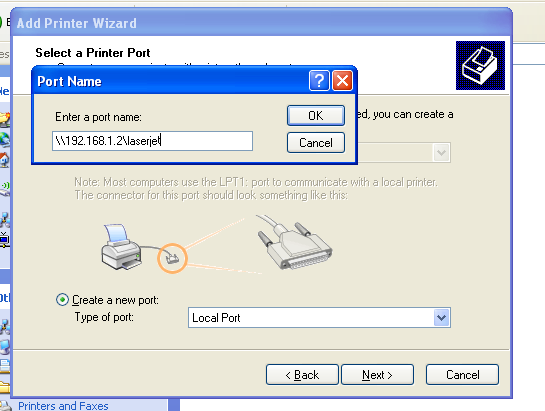 Add Printer Wizard
Select a Printer Port
Port Name
Enter a port name:
OK
ed, you can create a
\\192.168.1.2\laserjet
Cancel
Note: Most computers use the LPT1: port to communicate with a local printer.
The connector for this port should look something like this:
Create a new port:
Type of port:
Local Port
< Back
Next >
Cancel
Printers and Faxes